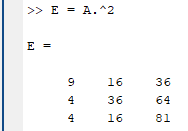 >> E = A.^2
E =
9 16 36
4 36 64
4 16 81